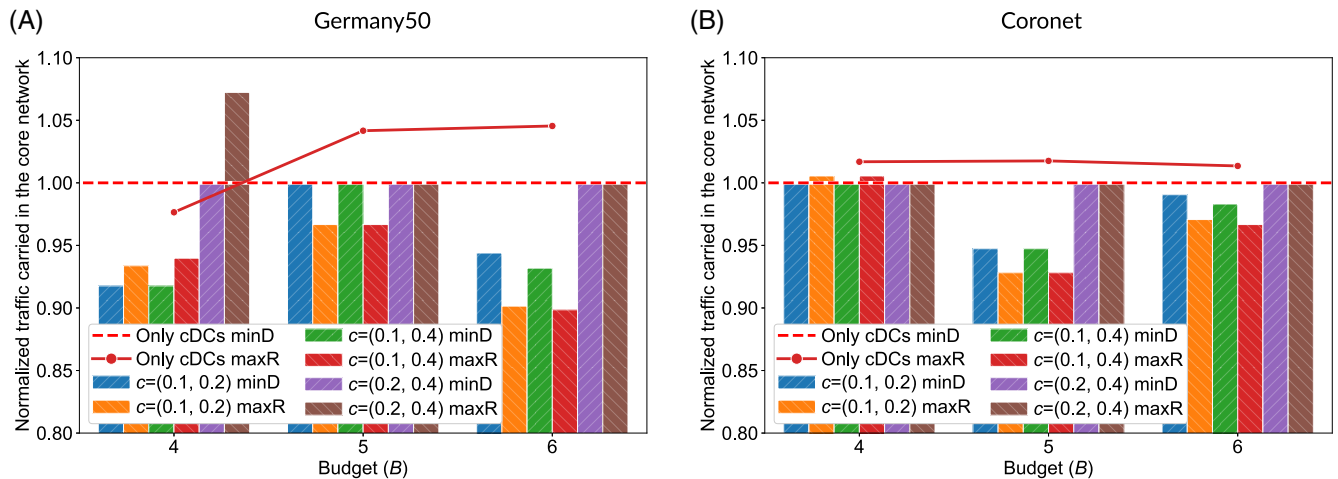 (A)
Germany50
Normalized traffic carried in the core network
1.10
1.05
1.00
0.95
0.90
0.85
0.80
Only cDCs minD
Only cDCs maxR
c=(0.1, 0.2) minD
c=(0.1, 0.2) maxR
c=(0.1, 0.4) minD
c=(0.1, 0.4) maxR
c=(0.2, 0.4) minD
c=(0.2, 0.4) maxR
4
5
6
Budget (B)
(B)
Coronet
Normalized traffic carried in the core network
1.10
1.05
1.00
0.95
0.90
0.85
0.80
Only cDCs minD
Only cDCs maxR
c=(0.1, 0.2) minD
c=(0.1, 0.2) maxR
c=(0.1, 0.4) minD
c=(0.1, 0.4) maxR
c=(0.2, 0.4) minD
c=(0.2, 0.4) maxR
4
5
6
Budget (B)